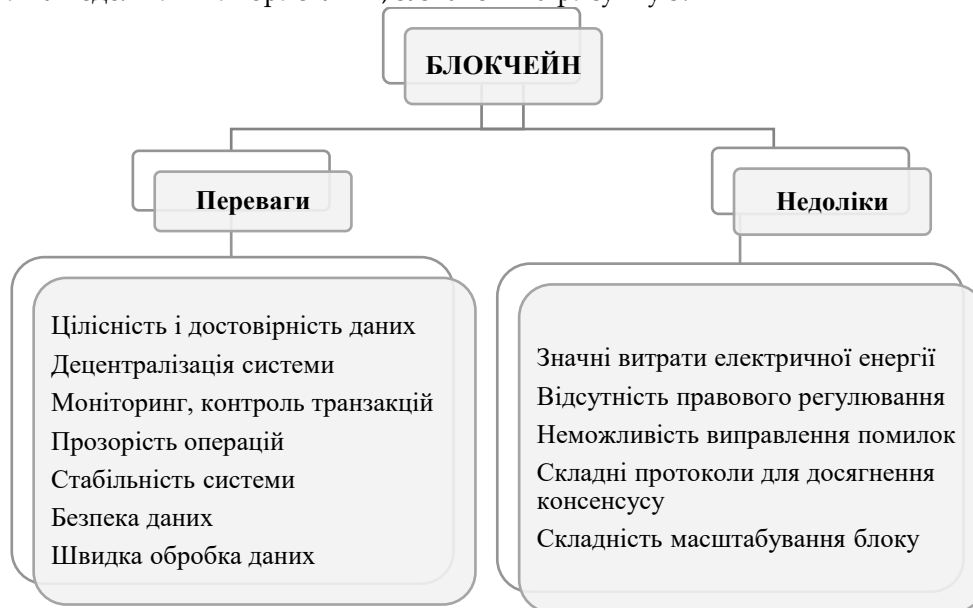 БЛОКЧЕЙН
Переваги
Недоліки
Цілісність і достовірність даних
Децентралізація системи
Моніторинг, контроль транзакцій
Прозорість операцій
Стабільність системи
Безпека даних
Швидка обробка даних
Значні витрати електричної енергії
Відсутність правового регулювання
Неможливість виправлення помилок
Складні протоколи для досягнення
консенсусу
Складність масштабування блоку